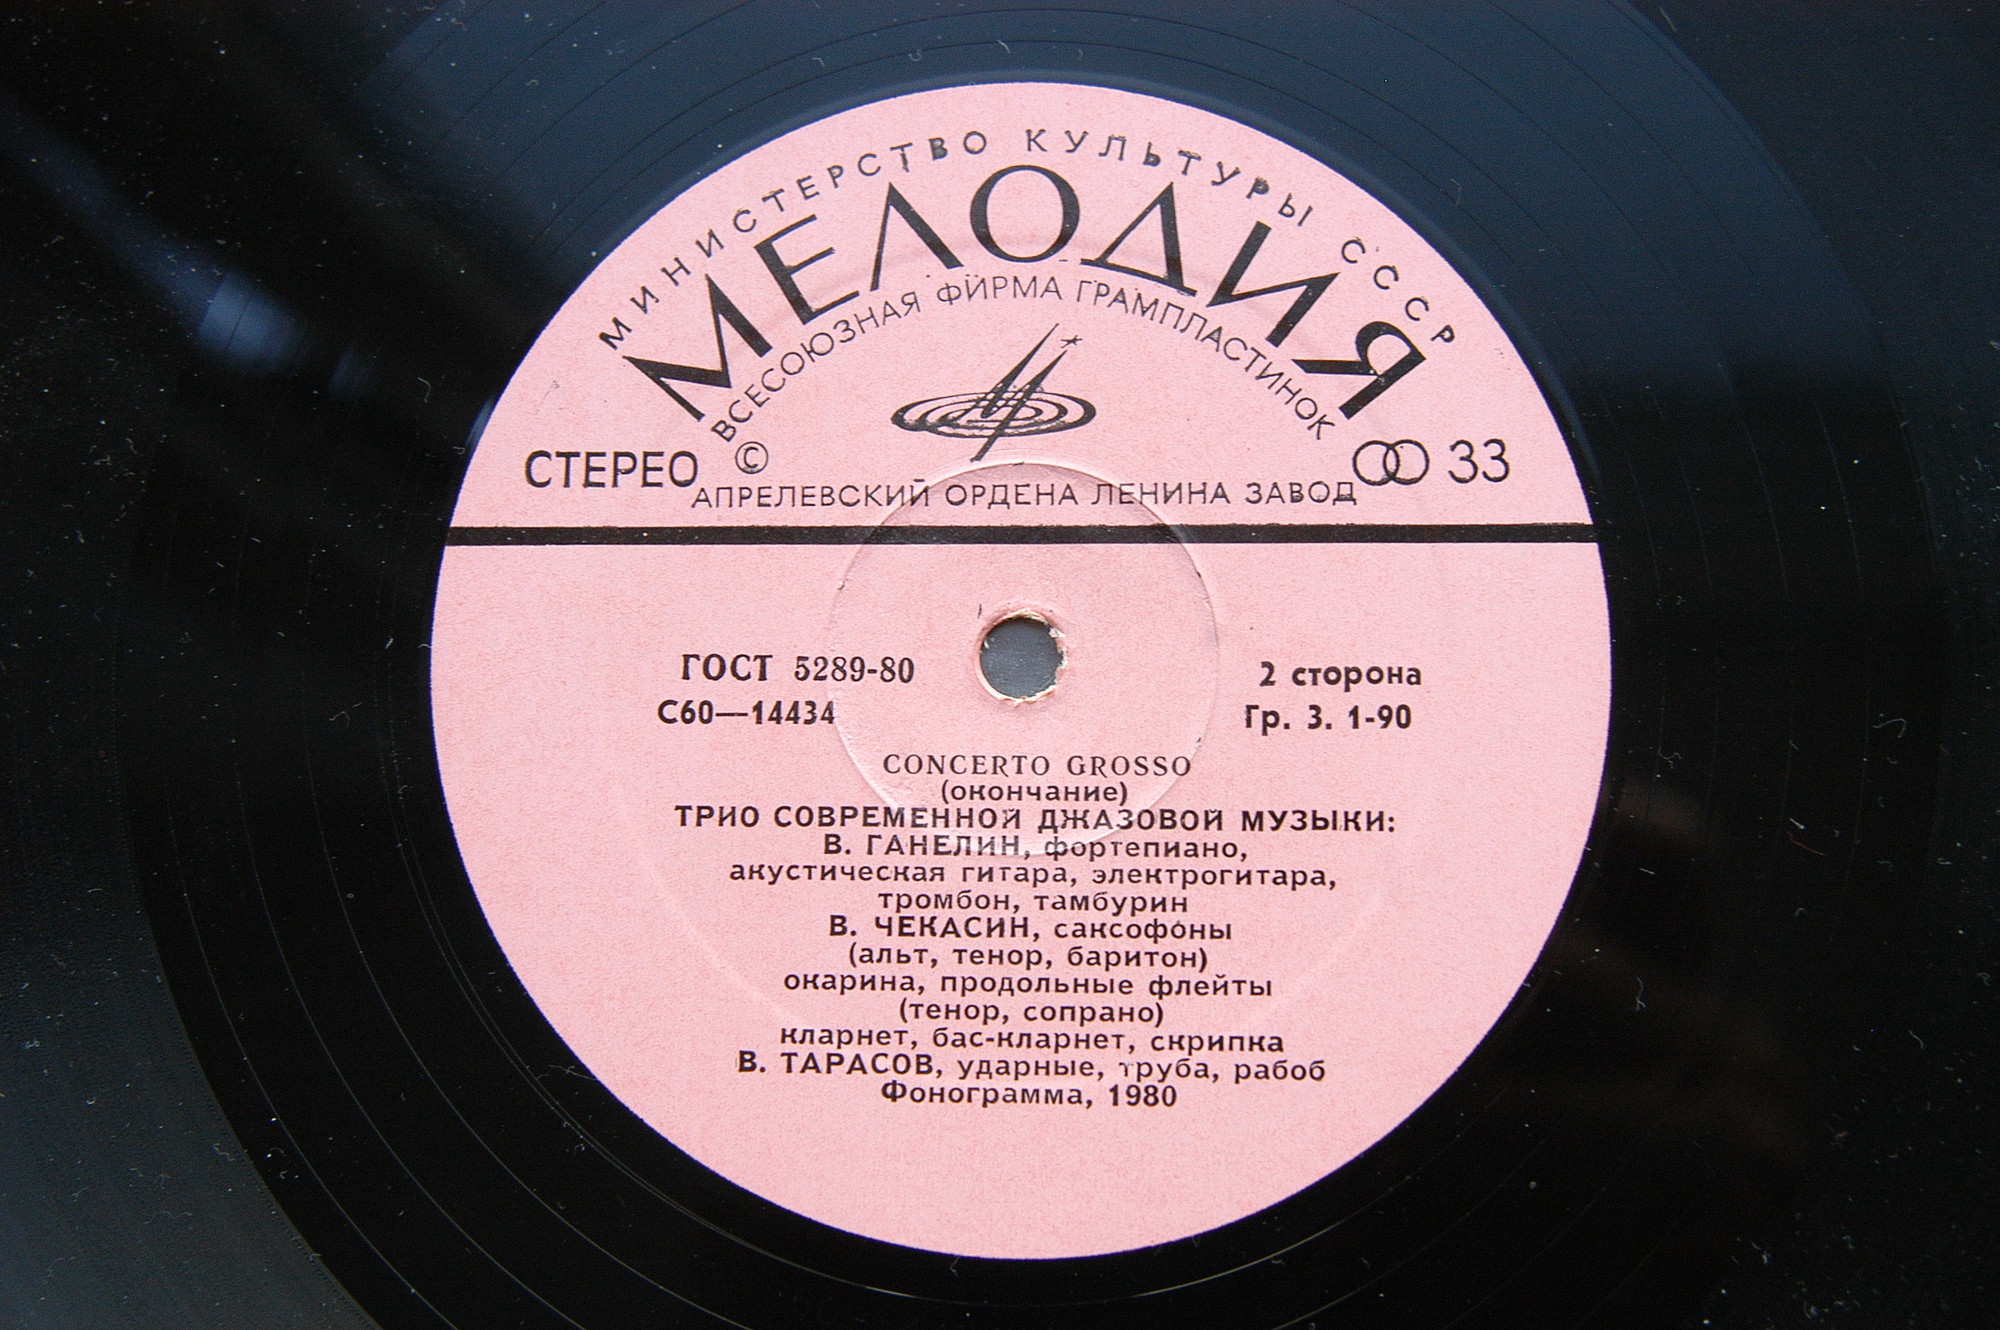 МИНИСТЕРСТВО КУЛЬТУРЫ СССР
МЕЛОДИЯ
ВСЕСОЮЗНАЯ ФИРМА ГРАМПЛАСТИНОК
СТЕРЕО © 33
АПРЕЛЕВСКИЙ ОРДЕНА ЛЕНИНА ЗАВОД
ГОСТ 5289-80 2 сторона
С60—14434 Гр. 3. 1-90
CONCERTO GROSSO
(окончание)
ТРИО СОВРЕМЕННОЙ ДЖАЗОВОЙ МУЗЫКИ:
В. ГАНЕЛИН, фортепиано,
акустическая гитара, электрогитара,
тромбон, тамбурин
В. ЧЕКАСИН, саксофоны
(альт, тенор, баритон)
окарина, продольные флейты
(тенор, сопрано)
кларнет, бас-кларнет, скрипка
В. ТАРАСОВ, ударные, труба, рабоб
Фонограмма, 1980